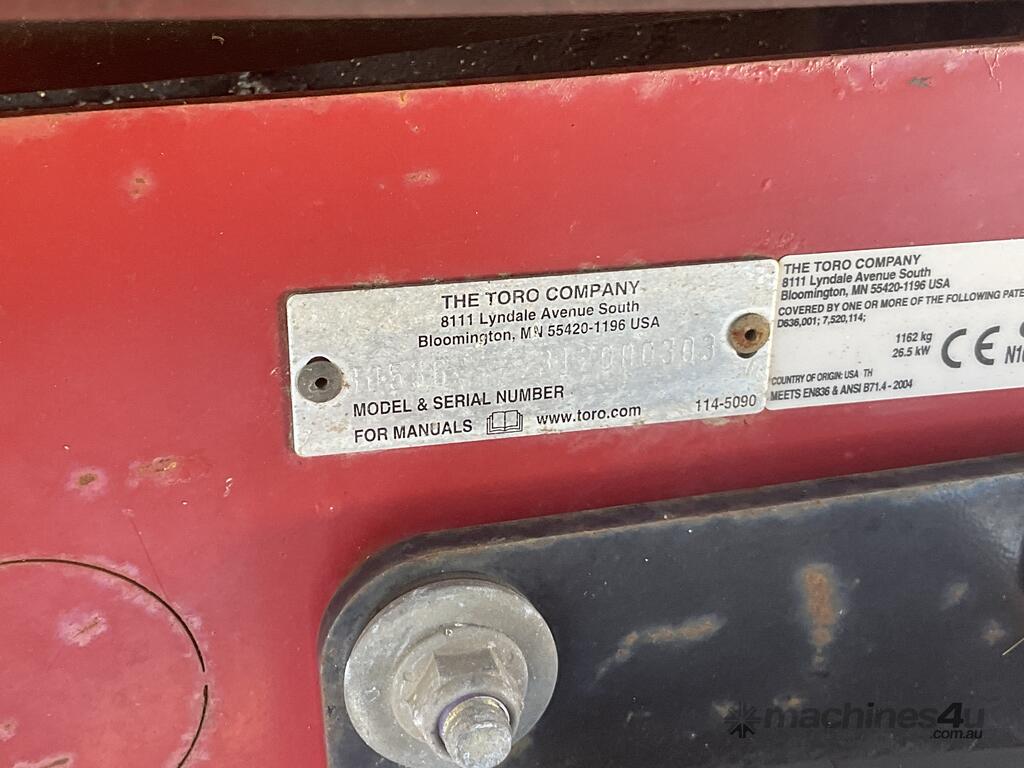 THE TORO COMPANY
8111 Lyndale Avenue South
Bloomington, MN 55420-1196 USA
MODEL & SERIAL NUMBER
FOR MANUALS www.toro.com
114-5090
THE TORO COMPANY
8111 Lyndale Avenue South
Bloomington, MN 55420-1196 USA
COVERED BY ONE OR MORE OF THE FOLLOWING PATE
D636,001; 7,520,114;
1162 kg
26.5 kW
CE
COUNTRY OF ORIGIN: USA TH
MEETS EN836 & ANSI B71.4 - 2004
machines4u
.com.au